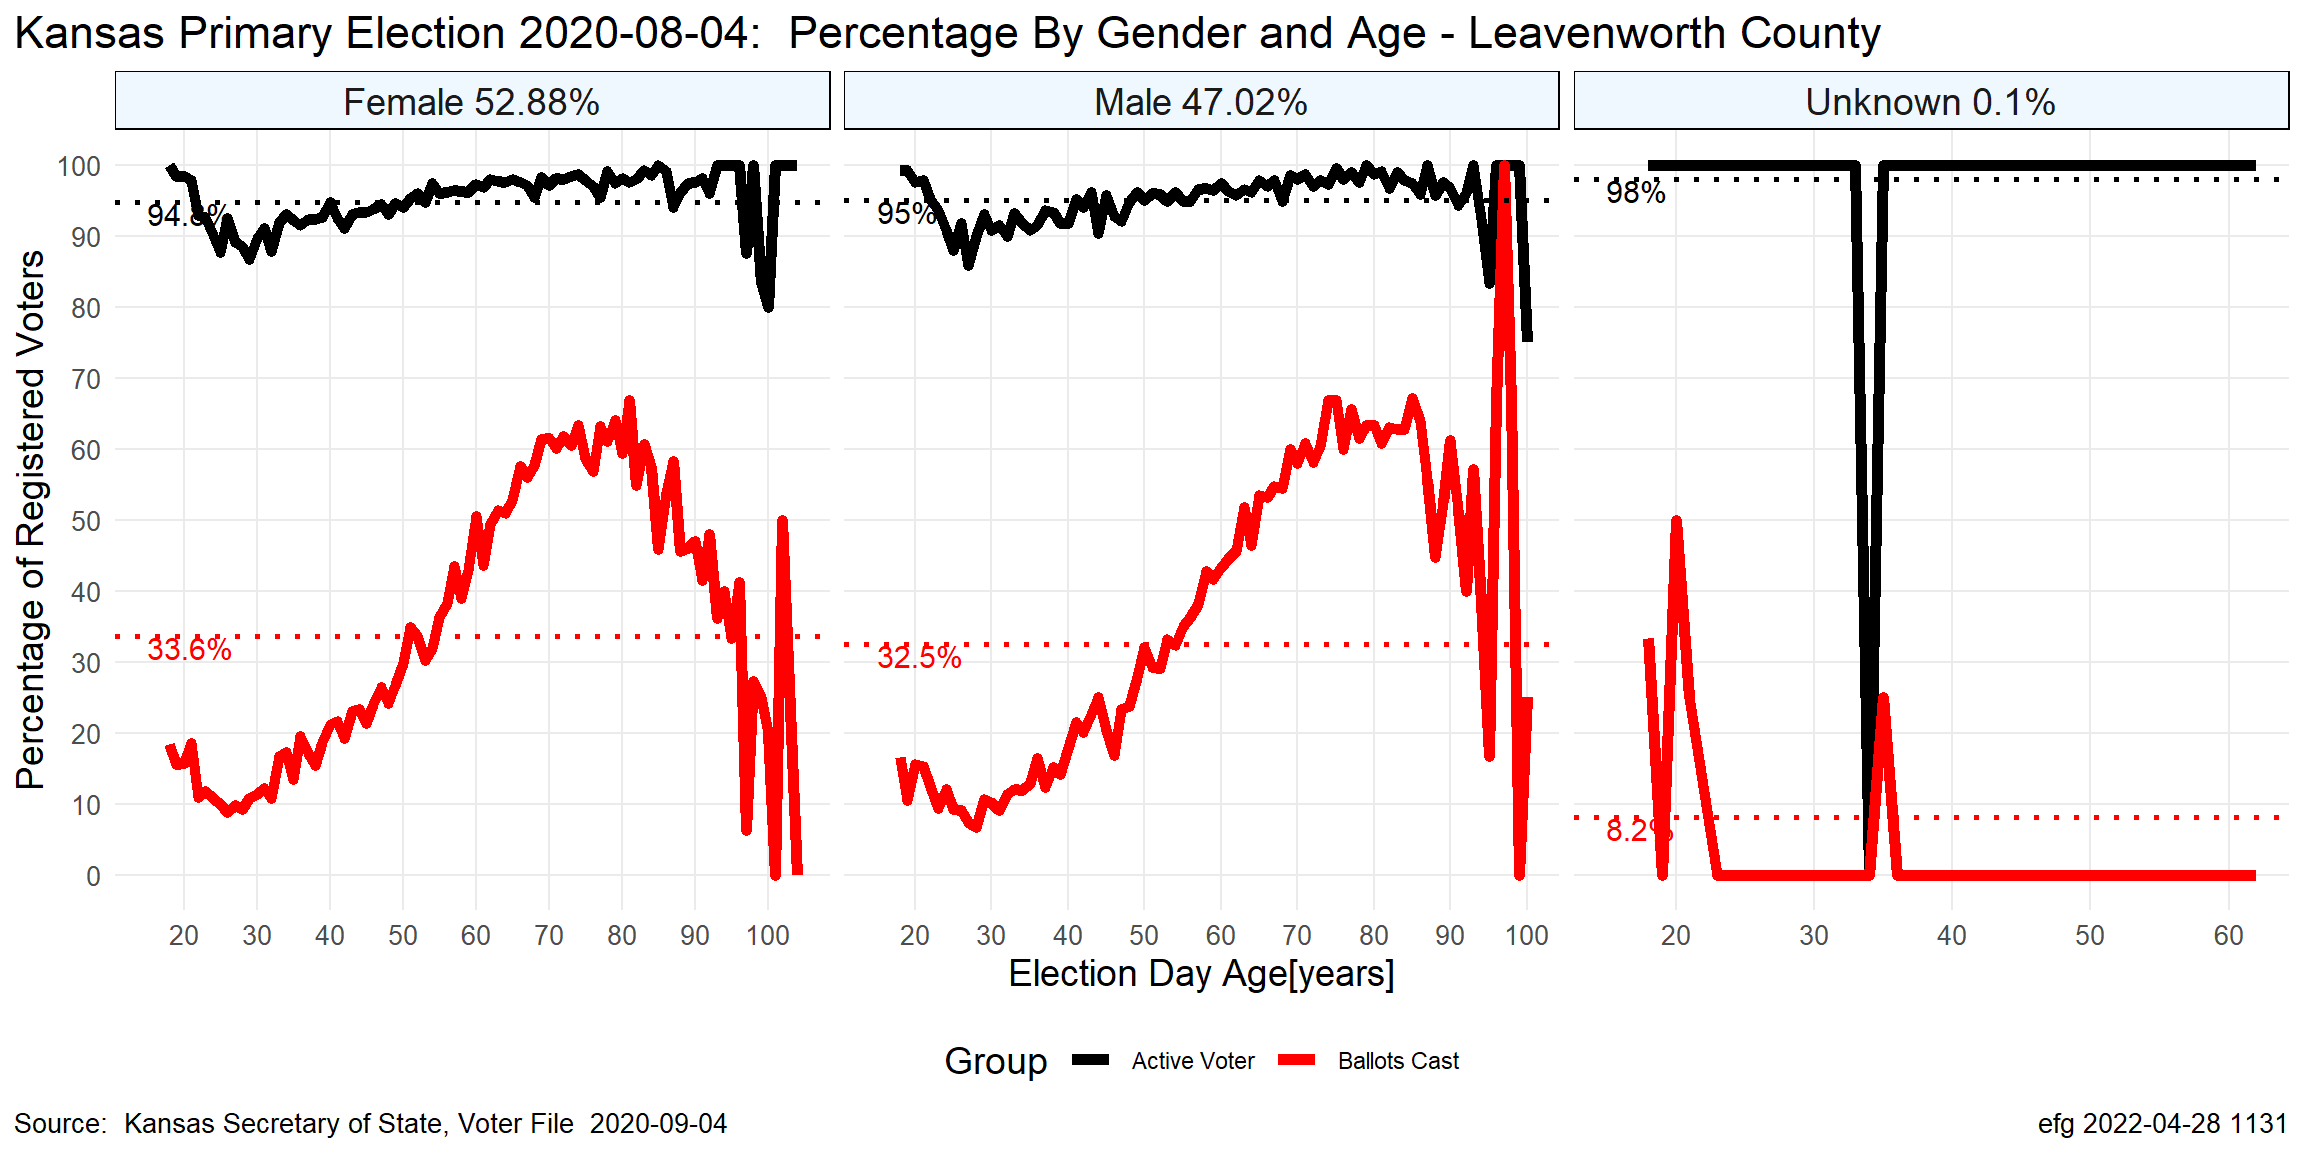 Kansas Primary Election 2020-08-04:  Percentage By Gender and Age - Leavenworth County
Female 52.88%
Male 47.02%
Unknown 0.1%
Percentage of Registered Voters
100
90
80
70
60
50
40
30
20
10
0
94.8%
33.6%
95%
32.5%
98%
8.2%
20 30 40 50 60 70 80 90 100
20 30 40 50 60 70 80 90 100
20 30 40 50 60
Election Day Age[years]
Group Active Voter Ballots Cast
Source:  Kansas Secretary of State, Voter File  2020-09-04
efg 2022-04-28 1131